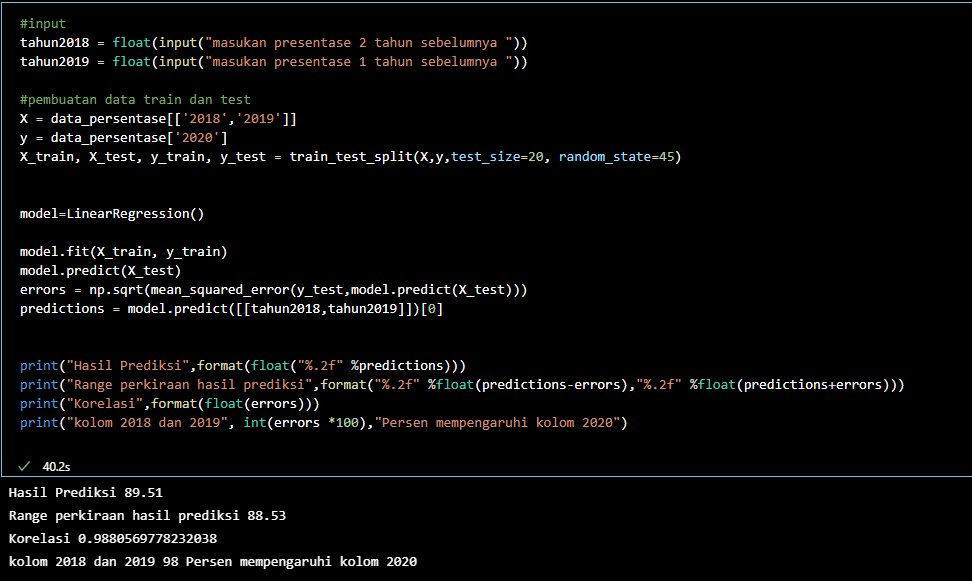 #input
tahun2018 = float(input("masukan presentase 2 tahun sebelumnya "))
tahun2019 = float(input("masukan presentase 1 tahun sebelumnya "))
#pembuatan data train dan test
X = data_persentase[['2018','2019']]
y = data_persentase['2020']
X_train, X_test, y_train, y_test = train_test_split(X,y,test_size=20, random_state=45)
model=LinearRegression()
model.fit(X_train, y_train)
model.predict(X_test)
errors = np.sqrt(mean_squared_error(y_test,model.predict(X_test)))
predictions = model.predict([[tahun2018,tahun2019]])[0]
print("Hasil Prediksi",format(float("%.2f" %predictions)))
print("Range perkiraan hasil prediksi",format("%.2f" %float(predictions-errors),"%.2f" %float(predictions+errors)))
print("Korelasi",format(float(errors)))
print("kolom 2018 dan 2019", int(errors *100),"Persen mempengaruhi kolom 2020")
40.2s
Hasil Prediksi 89.51
Range perkiraan hasil prediksi 88.53
Korelasi 0.9880569778232038
kolom 2018 dan 2019 98 Persen mempengaruhi kolom 2020